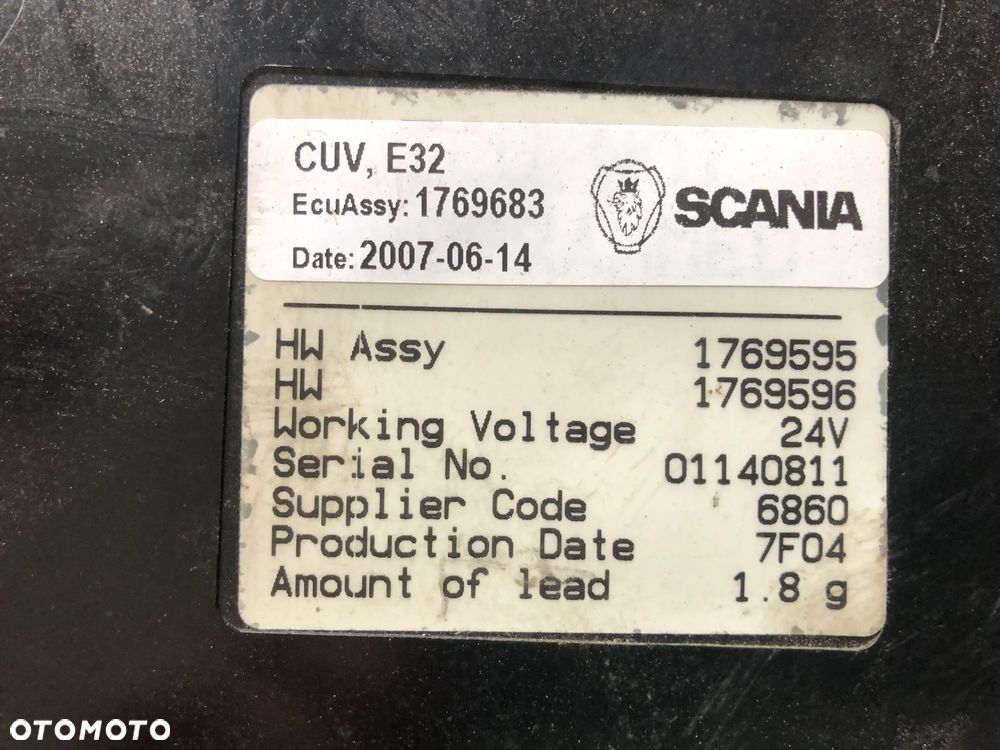 CUV, E32
EcuAssy: 1769683
Date: 2007-06-14
SCANIA
HW Assy 1769595
HW 1769596
Working Voltage 24V
Serial No. 01140811
Supplier Code 6860
Production Date 7F04
Amount of lead 1.8 g
OTOMOTO